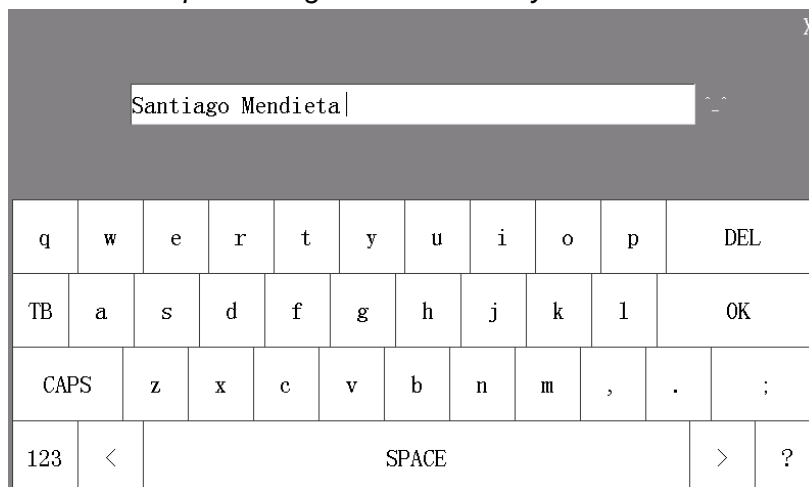 X
Santiago Mendieta
^_^
q w e r t y u i o p DEL
TB a s d f g h j k l OK
CAPS z x c v b n m , . ;
123 < SPACE > ?